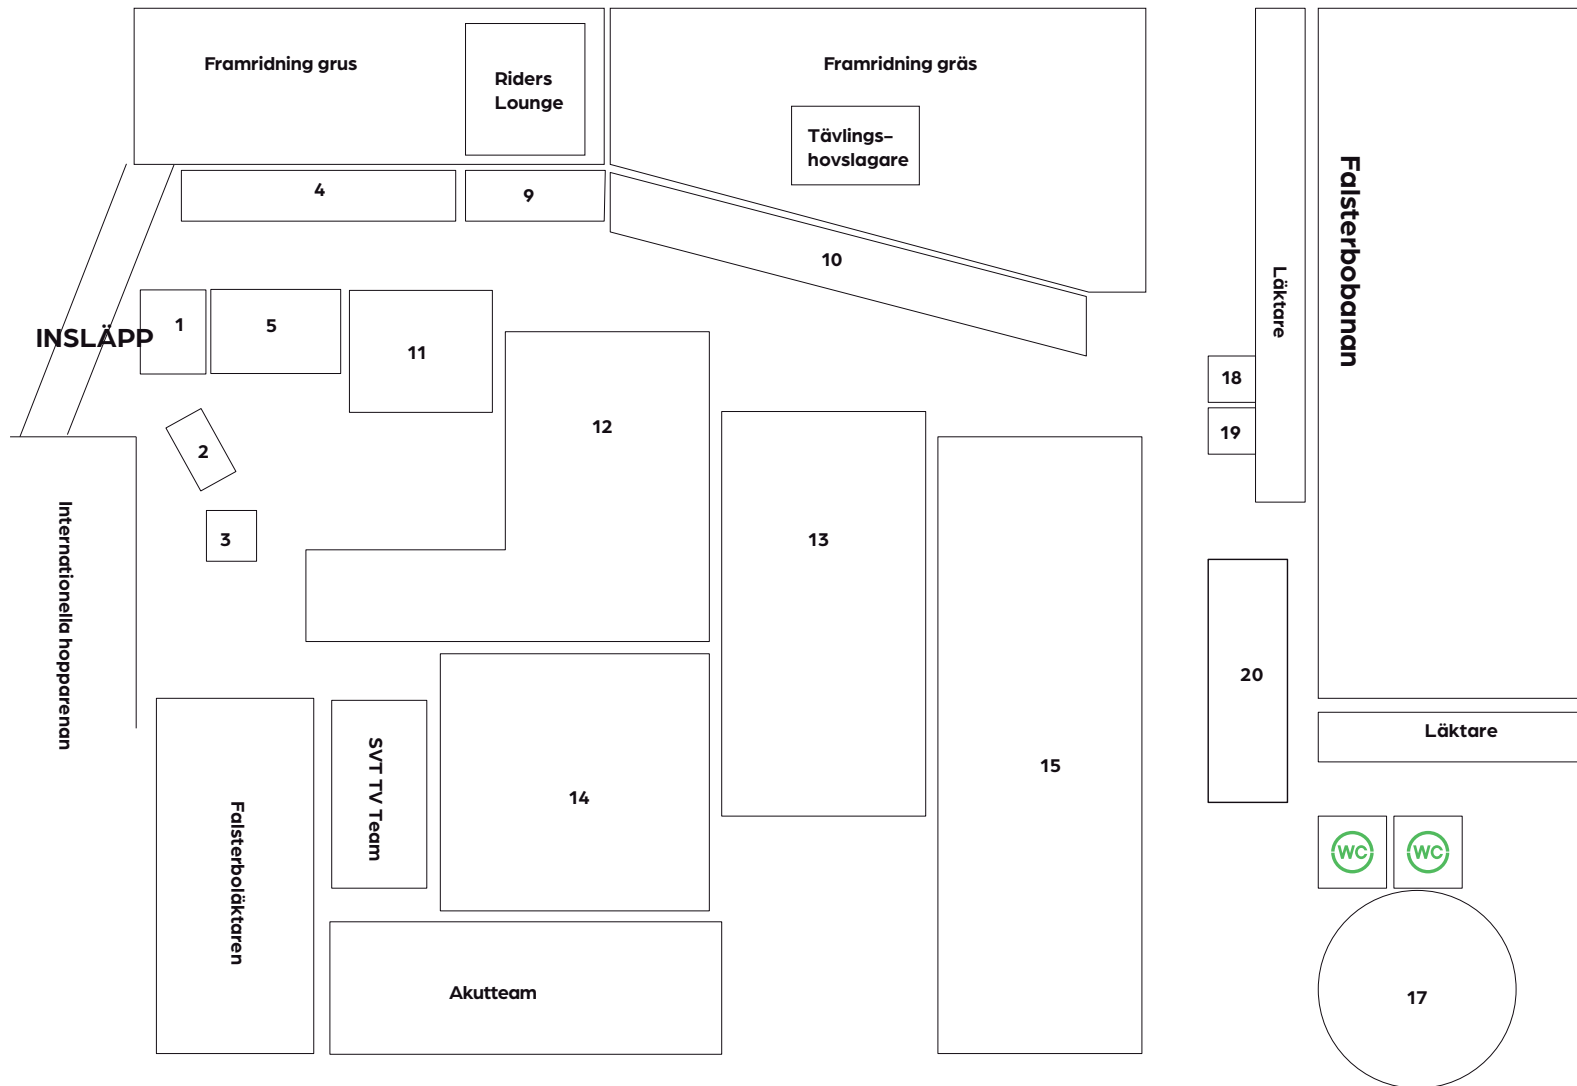 Framridning grus
Riders
Lounge
Framridning gräs
Tävlings-
hovslagare
4
9
10
Falsterbobanan
Läktare
INSLÄPP
1
5
11
12
18
19
2
3
13
Internationella hopparenan
20
Läktare
SVT TV Team
14
15
Falsterboläktaren
WC
WC
Akutteam
17